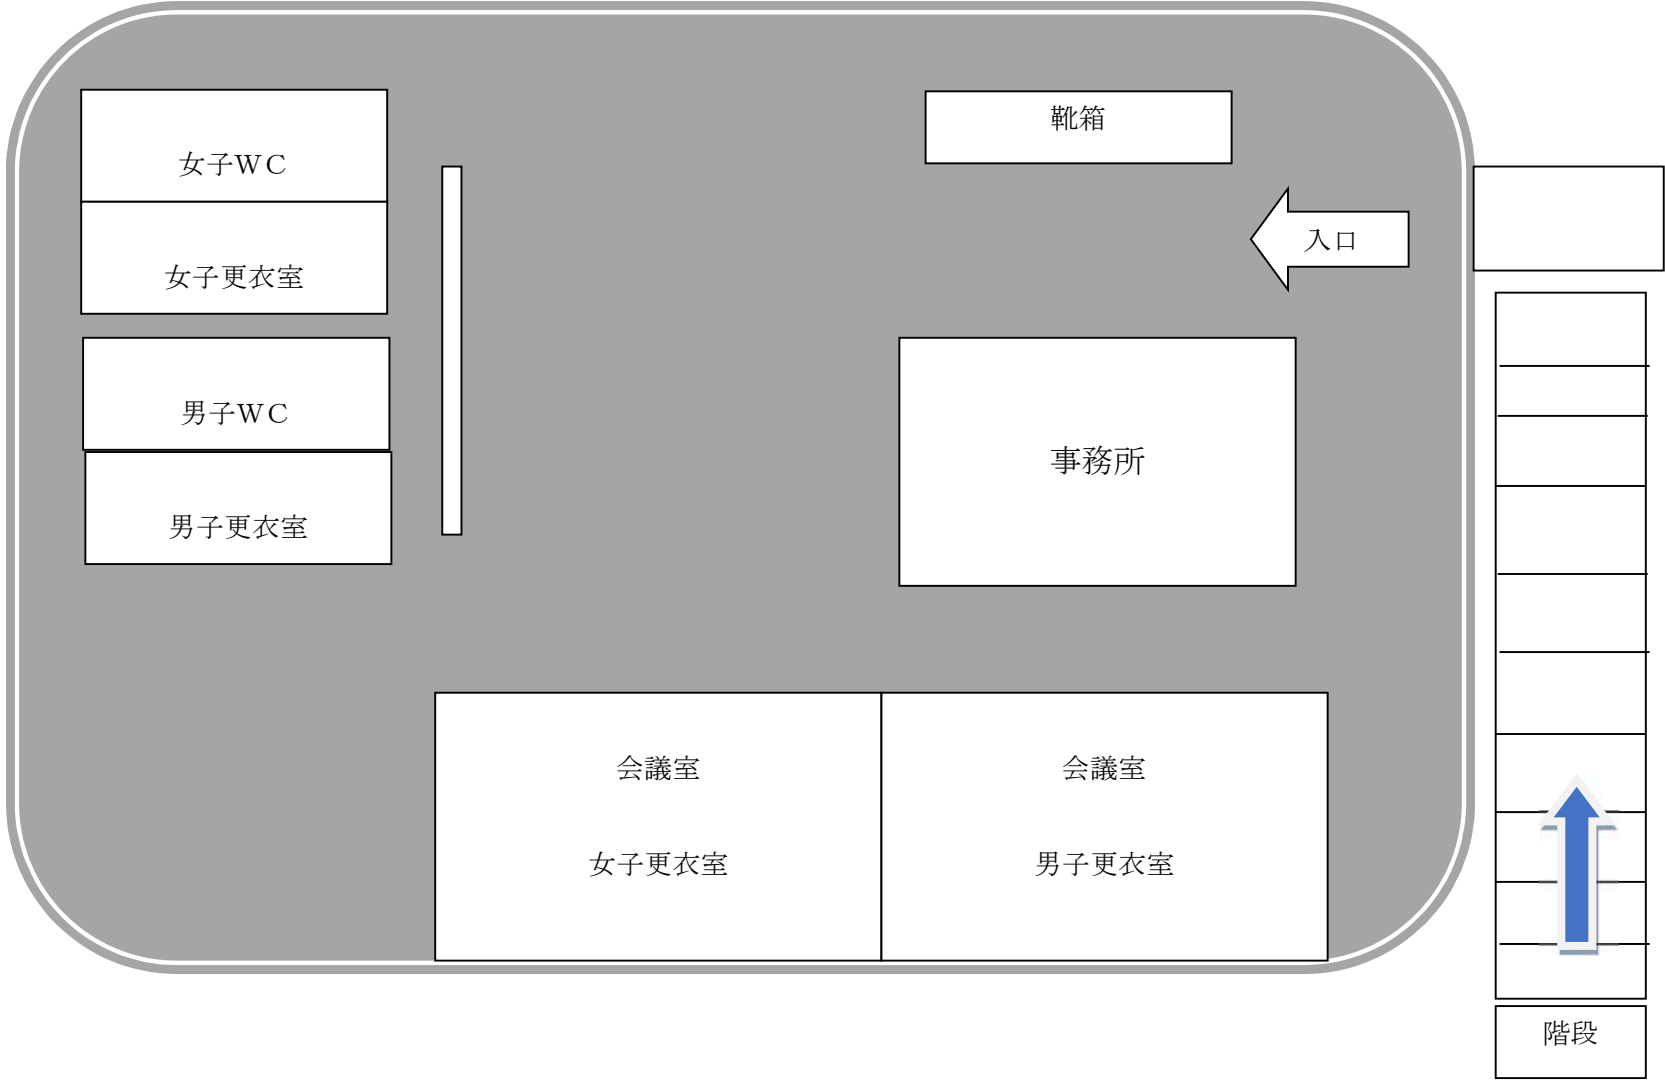 靴箱
女子ＷＣ
入口
女子更衣室
男子ＷＣ
事務所
男子更衣室
会議室
女子更衣室
会議室
男子更衣室
階段